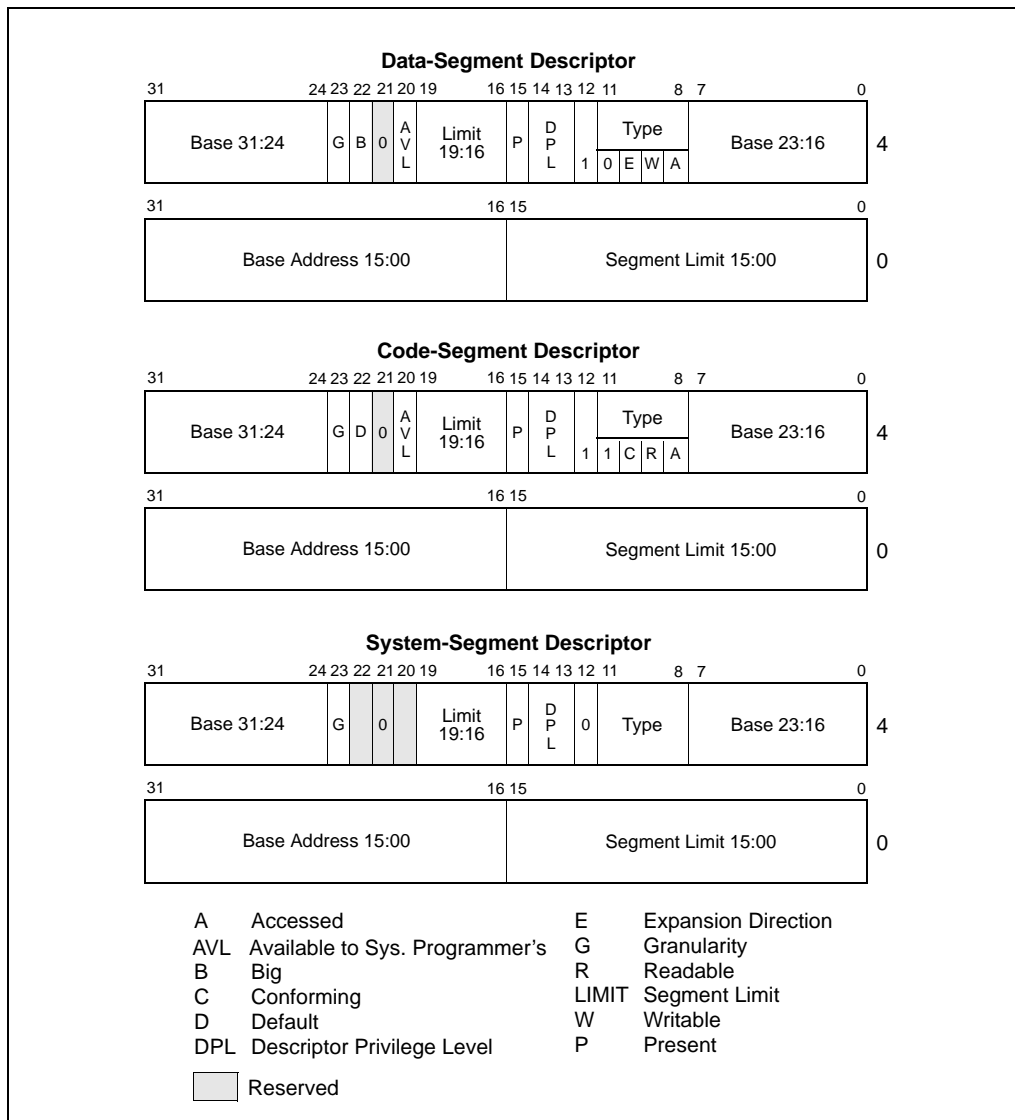 Data-Segment Descriptor
31 24 23 22 21 20 19 16 15 14 13 12 11 8 7 0
Base 31:24 G B 0 A V L Limit 19:16 P D P L 1 Type 0 E W A Base 23:16 4
31 16 15 0
Base Address 15:00 Segment Limit 15:00 0
Code-Segment Descriptor
31 24 23 22 21 20 19 16 15 14 13 12 11 8 7 0
Base 31:24 G D 0 A V L Limit 19:16 P D P L 1 Type 1 C R A Base 23:16 4
31 16 15 0
Base Address 15:00 Segment Limit 15:00 0
System-Segment Descriptor
31 24 23 22 21 20 19 16 15 14 13 12 11 8 7 0
Base 31:24 G 0 Limit 19:16 P D P L 0 Type Base 23:16 4
31 16 15 0
Base Address 15:00 Segment Limit 15:00 0
A Accessed
AVL Available to Sys. Programmer’s
B Big
C Conforming
D Default
DPL Descriptor Privilege Level
E Expansion Direction
G Granularity
R Readable
LIMIT Segment Limit
W Writable
P Present
Reserved